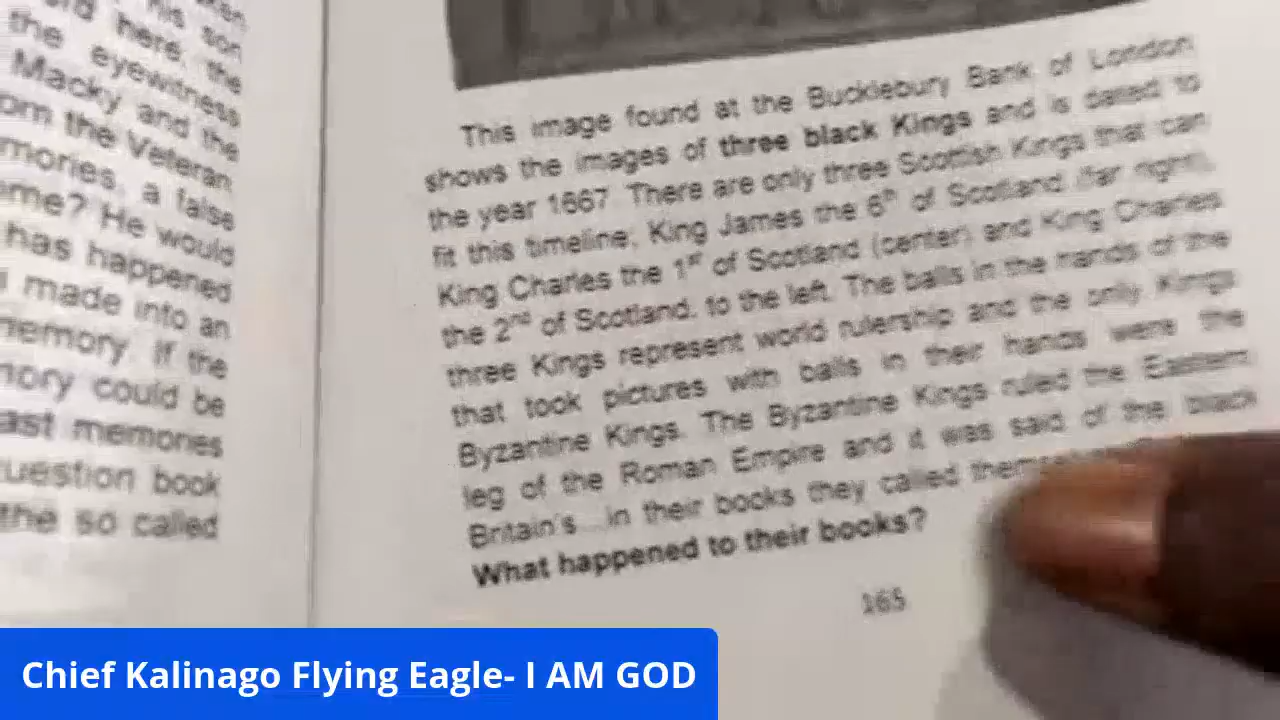 son
here, the
the eyewitness
Macky and the
om the Veteran
mories, a false
eme? He would
has happened
made into an
memory. If the
nory could be
ast memories
uestion book
the so called
This image found at the Bucklebury Bank of London
shows the images of three black Kings and is dated to
the year 1667. There are only three Scottish Kings that can
fit this timeline; King James the 6th of Scotland (far right),
King Charles the 1st of Scotland (center) and King Charles
the 2nd of Scotland, to the left. The balls in the hands of the
three Kings represent world rulership and the only Kings
that took pictures with balls in their hands were the
Byzantine Kings. The Byzantine Kings ruled the Eastern
leg of the Roman Empire and it was said of the black
Britain's...in their books they called
What happened to their books?
165
Chief Kalinago Flying Eagle- I AM GOD